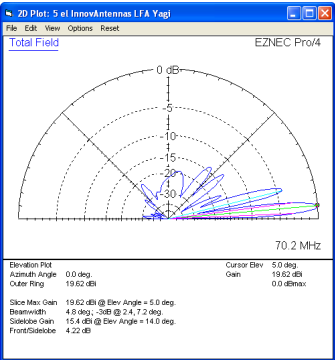 2D Plot: 5 el InnovAntennas LFA Yagi
File Edit View Options Reset
Total Field
EZNEC Pro/4
0 dB
-5
-10
-15
-20
-30
70.2 MHz
Elevation Plot
Cursor Elev 5.0 deg.
Azimuth Angle 0.0 deg.
Gain 19.62 dBi
Outer Ring 19.62 dBi
0.0 dBmax
Slice Max Gain 19.62 dBi @ Elev Angle = 5.0 deg.
Beamwidth 4.8 deg.; -3dB @ 2.4, 7.2 deg.
Sidelobe Gain 15.4 dBi @ Elev Angle = 14.0 deg.
Front/Sidelobe 4.22 dB